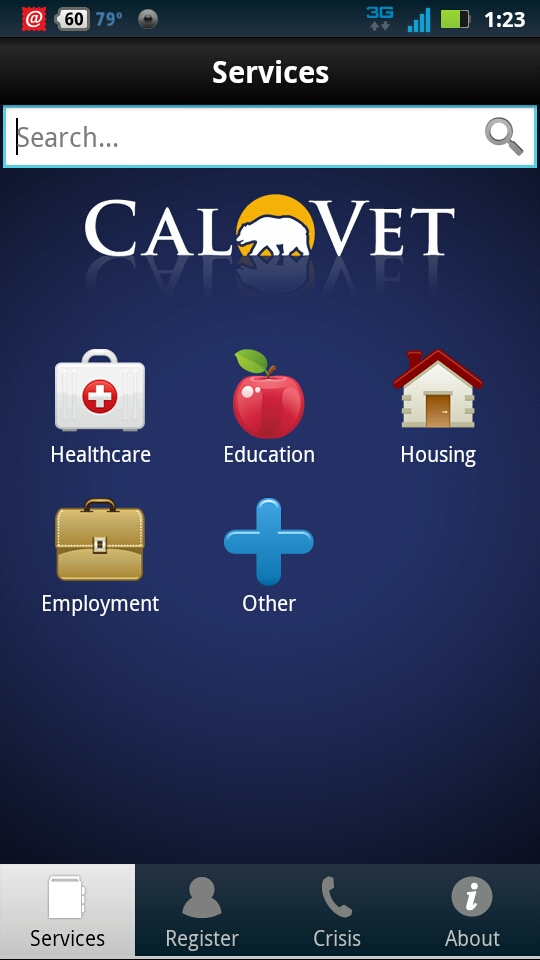 @ 60 79° 3G 1:23
Services
Search...
CALVET
Healthcare Education Housing
Employment Other
Services Register Crisis About